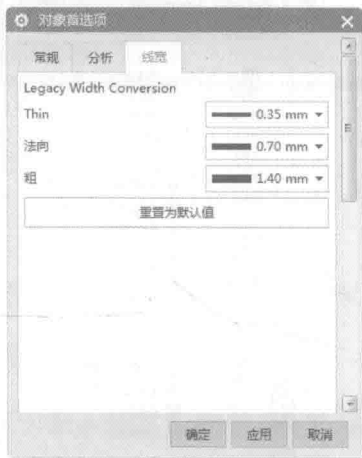 对象首选项
常规 分析 线宽
Legacy Width Conversion
Thin 0.35 mm
法向 0.70 mm
粗 1.40 mm
重置为默认值
确定 应用 取消